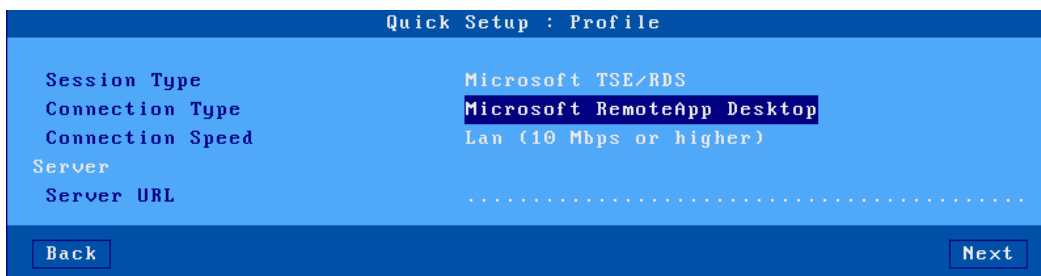 Quick Setup : Profile
Session Type Microsoft TSE/RDS
Connection Type Microsoft RemoteApp Desktop
Connection Speed Lan (10 Mbps or higher)
Server
Server URL ...........................................
Back Next